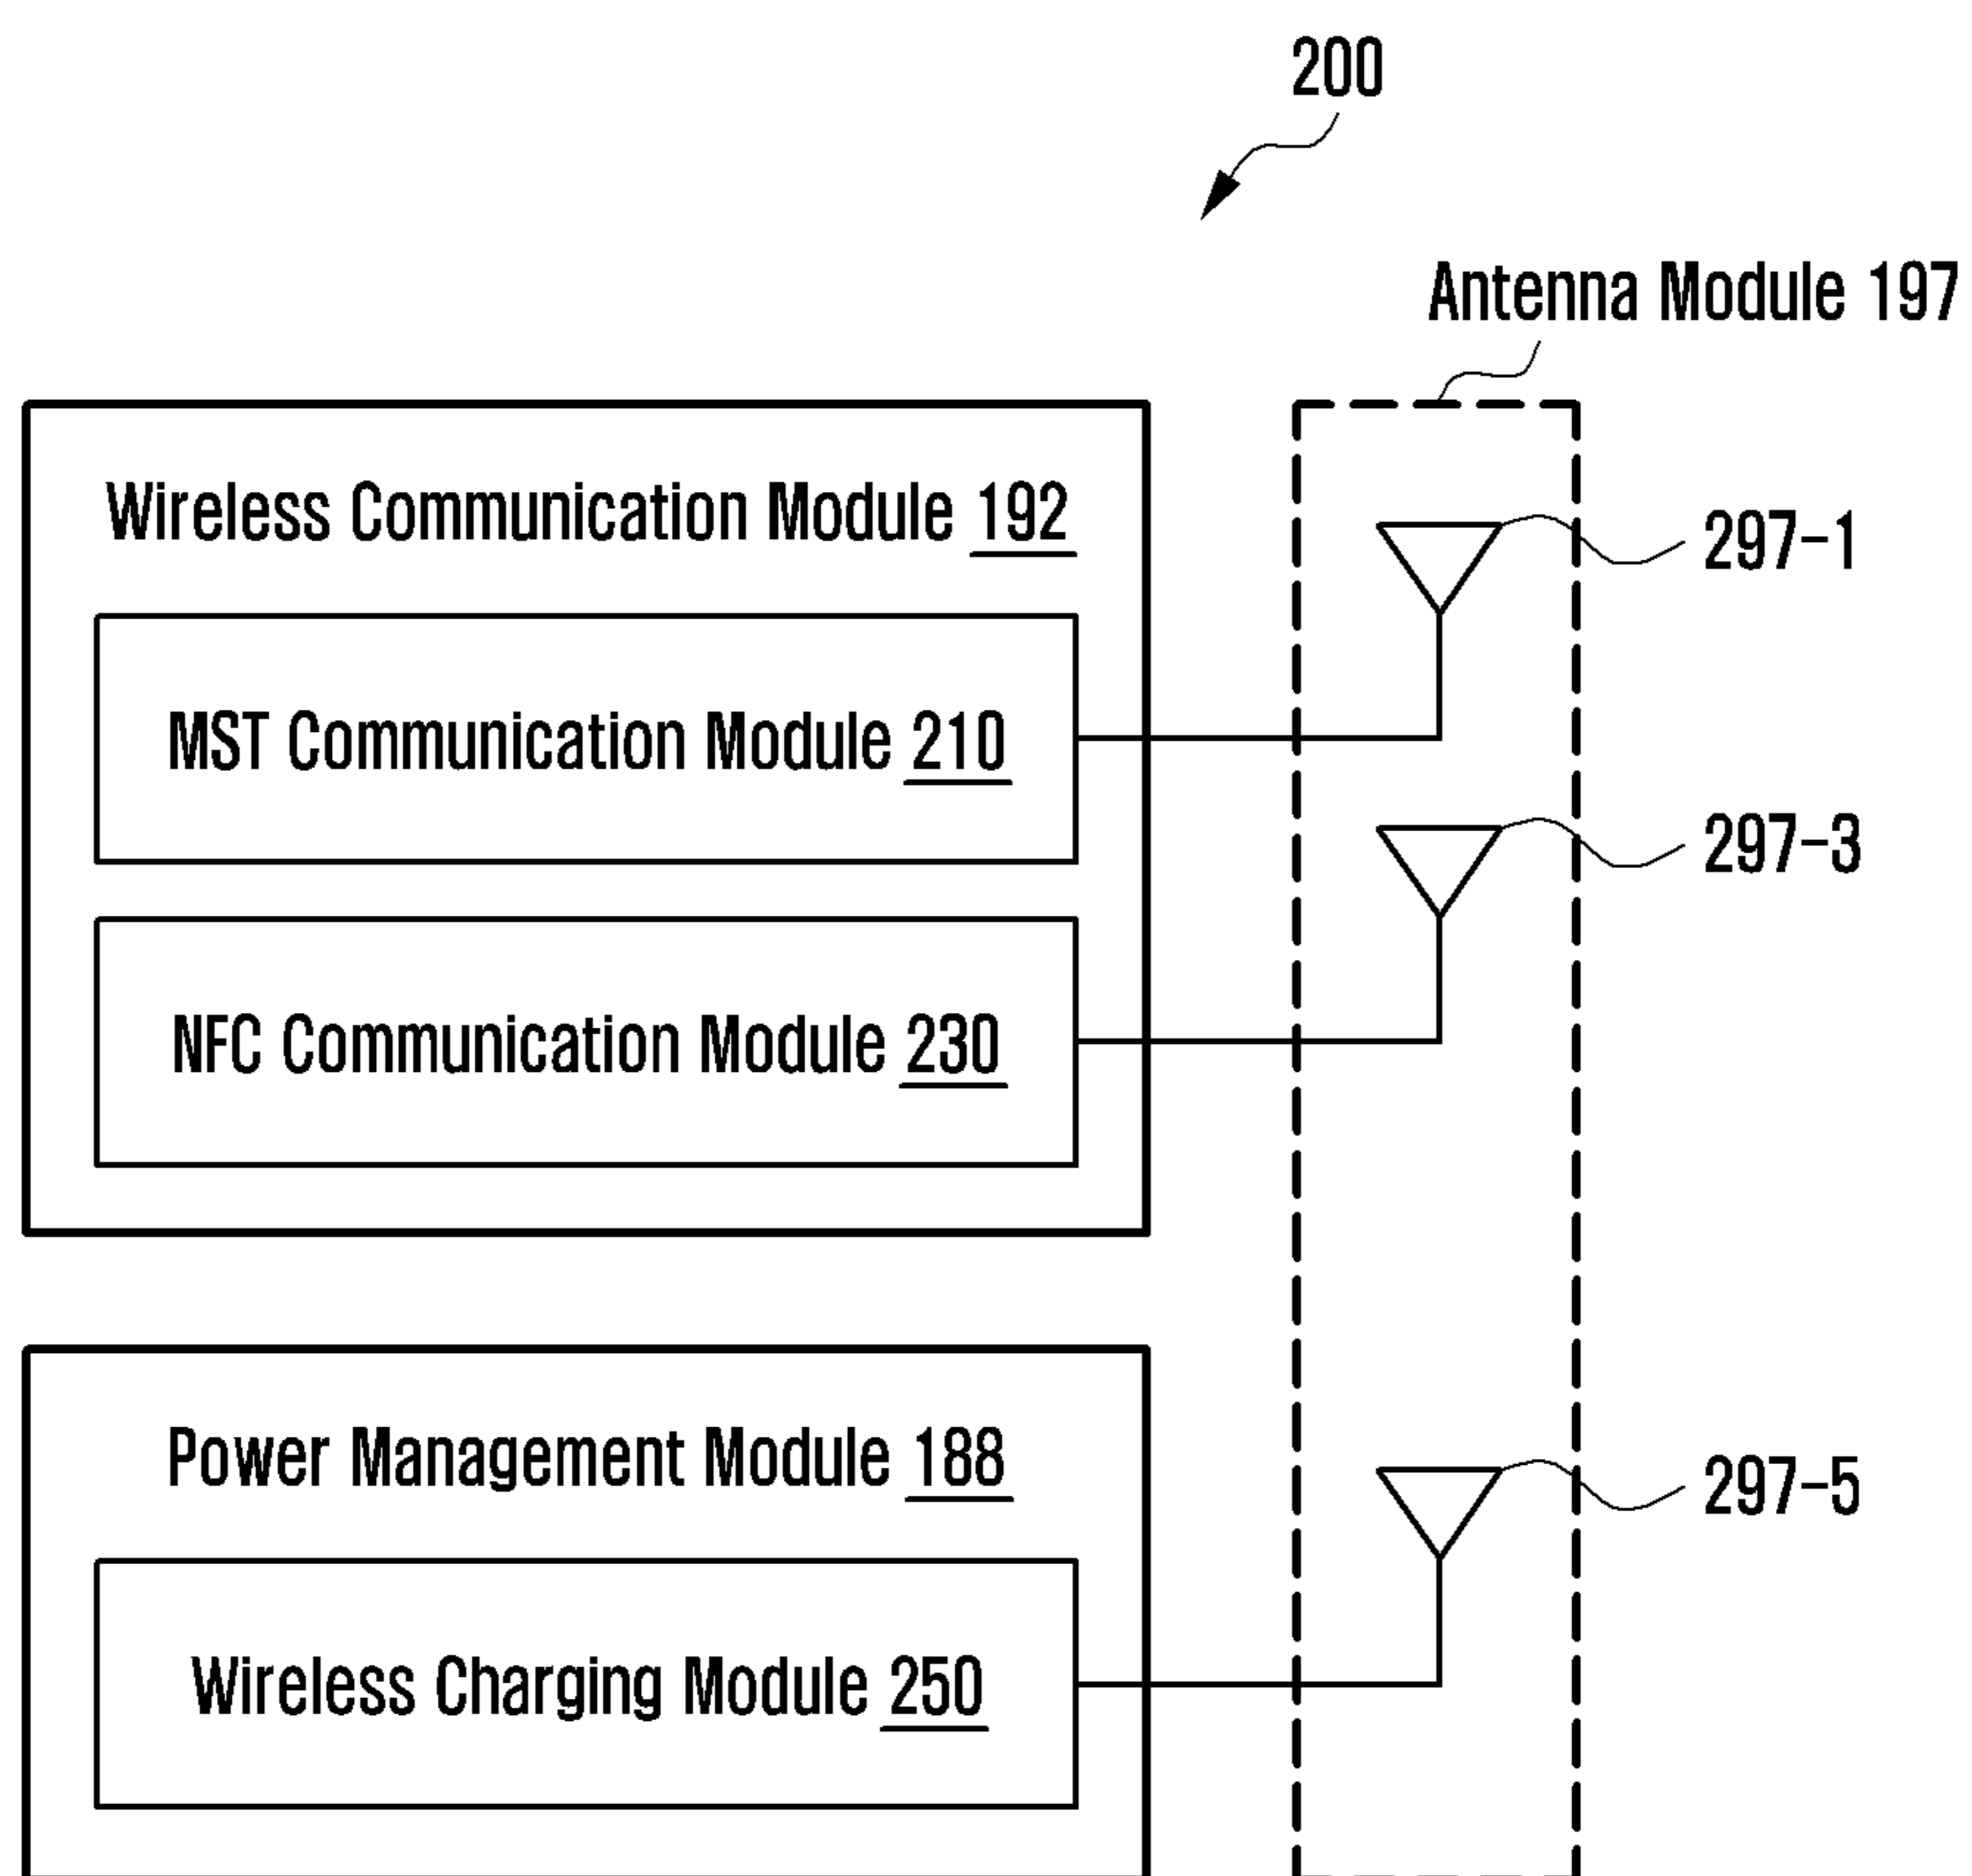 200
Antenna Module 197
Wireless Communication Module 192
297-1
MST Communication Module 210
297-3
NFC Communication Module 230
Power Management Module 188
297-5
Wireless Charging Module 250